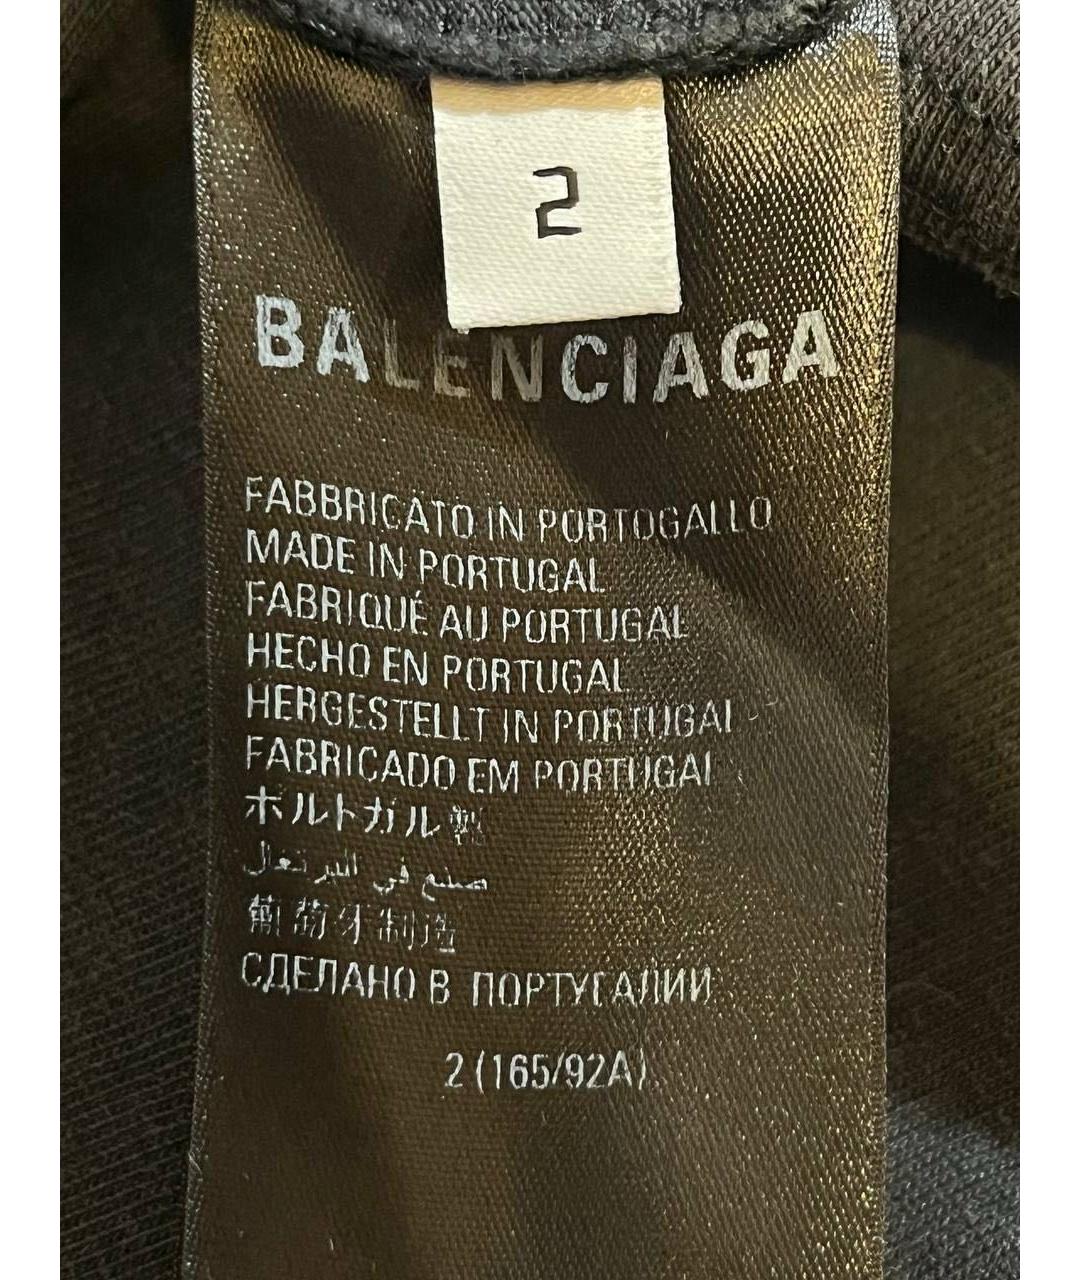 2
BALENCIAGA
FABBRICATO IN PORTOGALLO
MADE IN PORTUGAL
FABRIQUÉ AU PORTUGAL
HECHO EN PORTUGAL
HERGESTELLT IN PORTUGAL
FABRICADO EM PORTUGAL
ポルトガル製
صنع في البرتغال
葡萄牙制造
СДЕЛАНО В ПОРТУГАЛИИ
2 (165/92A)